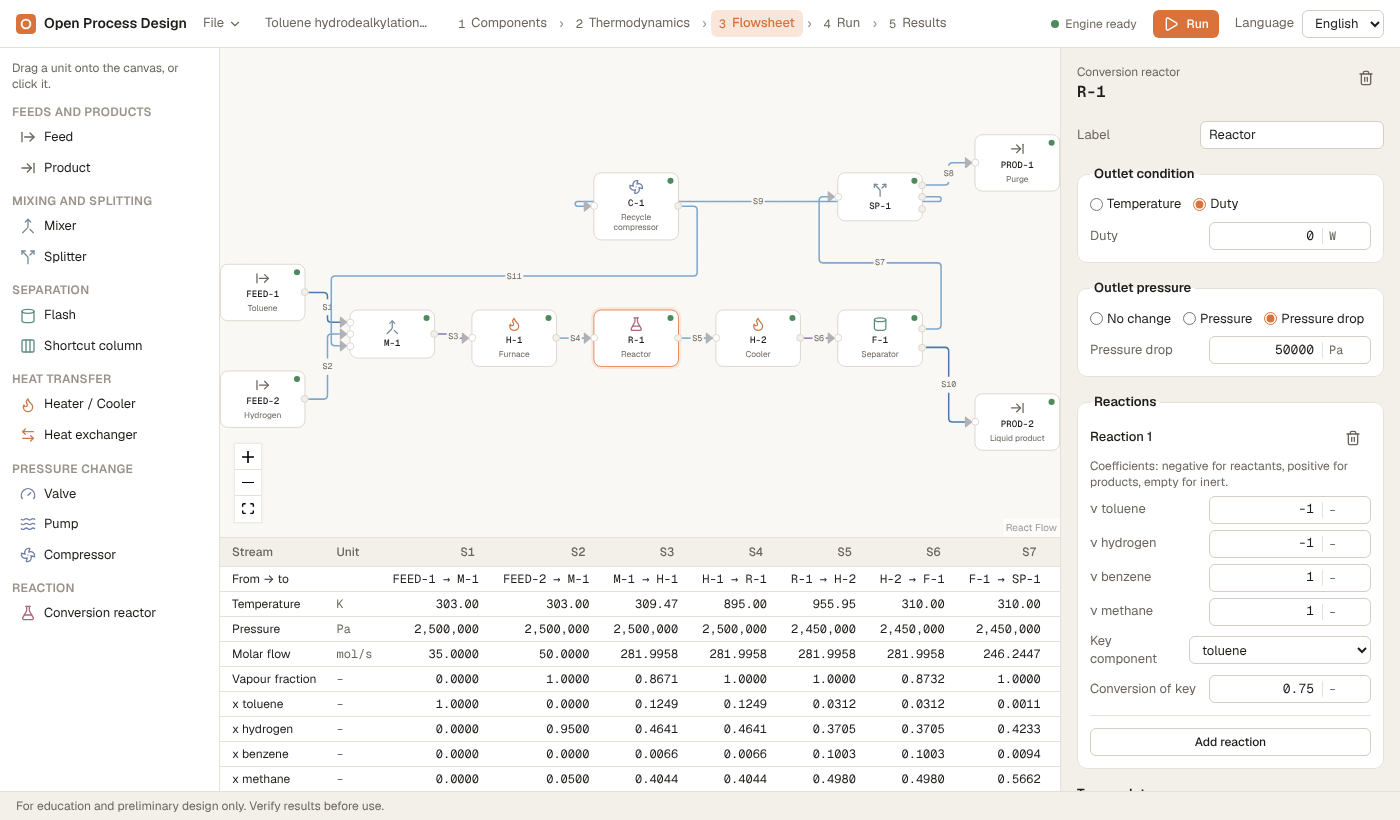 Open Process Design
File
Toluene hydrodealkylation…
1 Components › 2 Thermodynamics › 3 Flowsheet › 4 Run › 5 Results
Engine ready
Run
Language
English
Drag a unit onto the canvas, or
click it.
FEEDS AND PRODUCTS
Feed
Product
MIXING AND SPLITTING
Mixer
Splitter
SEPARATION
Flash
Shortcut column
HEAT TRANSFER
Heater / Cooler
Heat exchanger
PRESSURE CHANGE
Valve
Pump
Compressor
REACTION
Conversion reactor
PROD-1
Purge
S8
C-1
Recycle
compressor
S9
SP-1
S7
S11
FEED-1
Toluene
S1
M-1
S3
H-1
Furnace
S4
R-1
Reactor
S5
H-2
Cooler
S6
F-1
Separator
S2
FEED-2
Hydrogen
S10
PROD-2
Liquid product
React Flow
Stream Unit S1 S2 S3 S4 S5 S6 S7
From → to FEED-1 → M-1 FEED-2 → M-1 M-1 → H-1 H-1 → R-1 R-1 → H-2 H-2 → F-1 F-1 → SP-1
Temperature K 303.00 303.00 309.47 895.00 955.95 310.00 310.00
Pressure Pa 2,500,000 2,500,000 2,500,000 2,500,000 2,450,000 2,450,000 2,450,000
Molar flow mol/s 35.0000 50.0000 281.9958 281.9958 281.9958 281.9958 246.2447
Vapour fraction – 0.0000 1.0000 0.8671 1.0000 1.0000 0.8732 1.0000
x toluene – 1.0000 0.0000 0.1249 0.1249 0.0312 0.0312 0.0011
x hydrogen – 0.0000 0.9500 0.4641 0.4641 0.3705 0.3705 0.4233
x benzene – 0.0000 0.0000 0.0066 0.0066 0.1003 0.1003 0.0094
x methane – 0.0000 0.0500 0.4044 0.4044 0.4980 0.4980 0.5662
Conversion reactor
R-1
Label Reactor
Outlet condition
Temperature Duty
Duty 0 W
Outlet pressure
No change Pressure Pressure drop
Pressure drop 50000 Pa
Reactions
Reaction 1
Coefficients: negative for reactants, positive for
products, empty for inert.
ν toluene -1 –
ν hydrogen -1 –
ν benzene 1 –
ν methane 1 –
Key
component toluene
Conversion of key 0.75 –
Add reaction
For education and preliminary design only. Verify results before use.